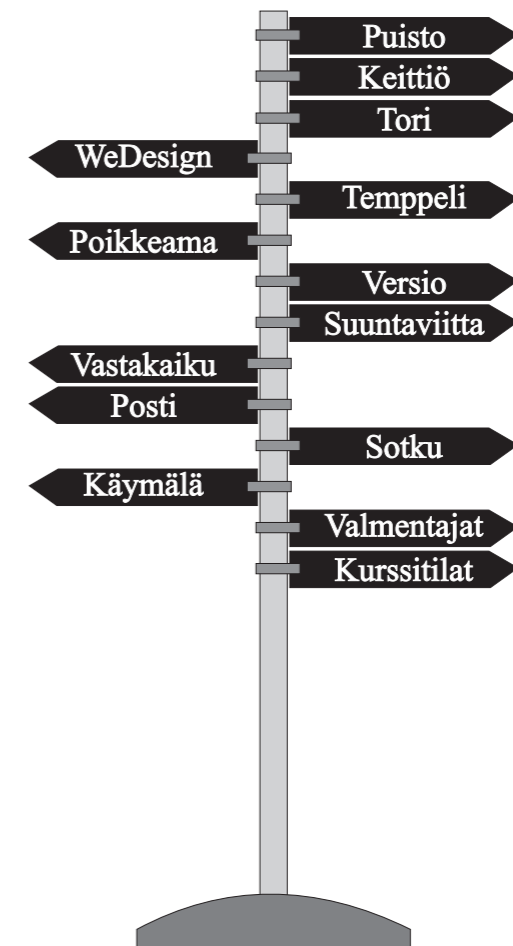 Puisto
Keittiö
Tori
WeDesign
Temppeli
Poikkeama
Versio
Suuntaviitta
Vastakaiku
Posti
Sotku
Käymälä
Valmentajat
Kurssitilat